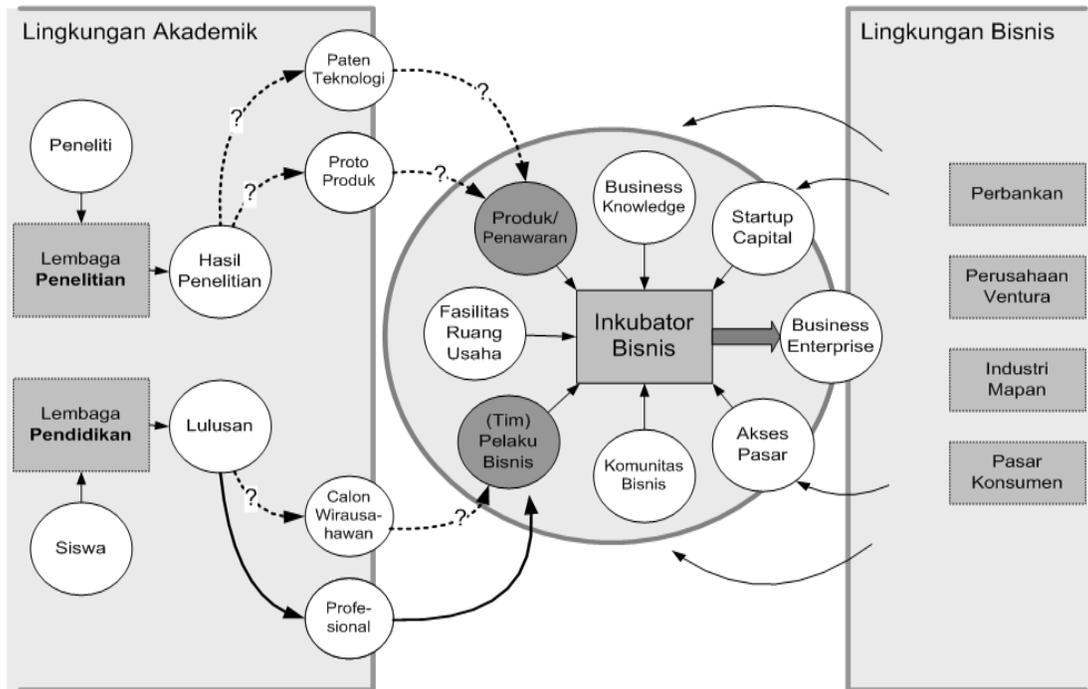 Lingkungan Akademik
Lingkungan Bisnis
Paten
Teknologi
?
?
Peneliti
Proto
Produk
?
?
Lembaga
Penelitian
Hasil
Penelitian
Produk/
Penawaran
Business
Knowledge
Startup
Capital
Perbankan
Fasilitas
Ruang
Usaha
Inkubator
Bisnis
Business
Enterprise
Perusahaan
Ventura
Industri
Mapan
Lembaga
Pendidikan
Lulusan
(Tim)
Pelaku
Bisnis
Komunitas
Bisnis
Akses
Pasar
Pasar
Konsumen
?
Calon
Wirausa-
hawan
?
Siswa
Profe-
sional